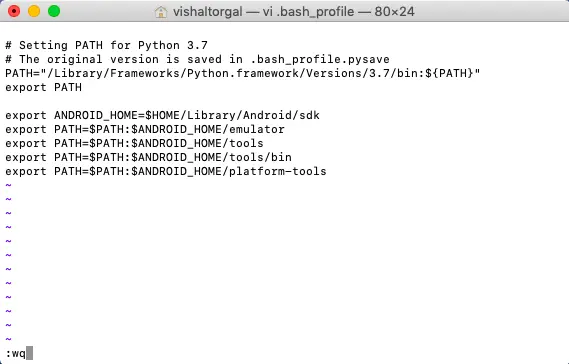 vishaltorgal — vi .bash_profile — 80×24
# Setting PATH for Python 3.7
# The original version is saved in .bash_profile.pysave
PATH="/Library/Frameworks/Python.framework/Versions/3.7/bin:${PATH}"
export PATH
export ANDROID_HOME=$HOME/Library/Android/sdk
export PATH=$PATH:$ANDROID_HOME/emulator
export PATH=$PATH:$ANDROID_HOME/tools
export PATH=$PATH:$ANDROID_HOME/tools/bin
export PATH=$PATH:$ANDROID_HOME/platform-tools
~
~
~
~
~
~
~
~
~
~
~
~
:wq